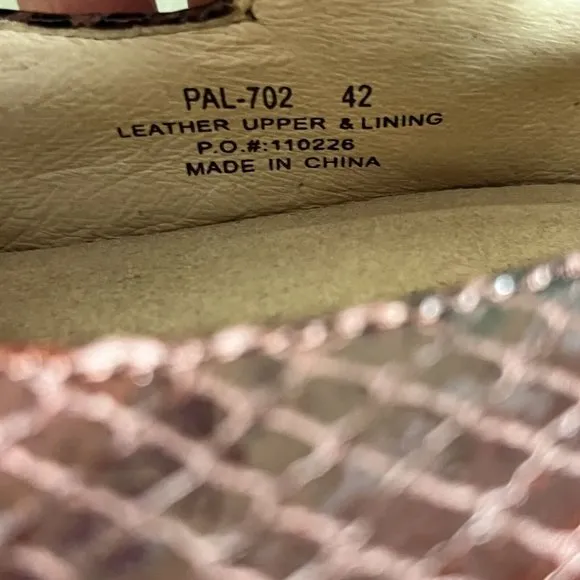 PAL-702 42
LEATHER UPPER & LINING
P.O.#:110226
MADE IN CHINA